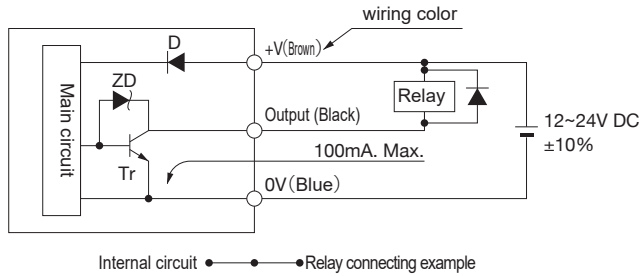 wiring color
D
+V(Brown)
ZD
Main circuit
Relay
Output (Black)
12~24V DC
±10%
100mA. Max.
Tr
0V(Blue)
Internal circuit
Relay connecting example